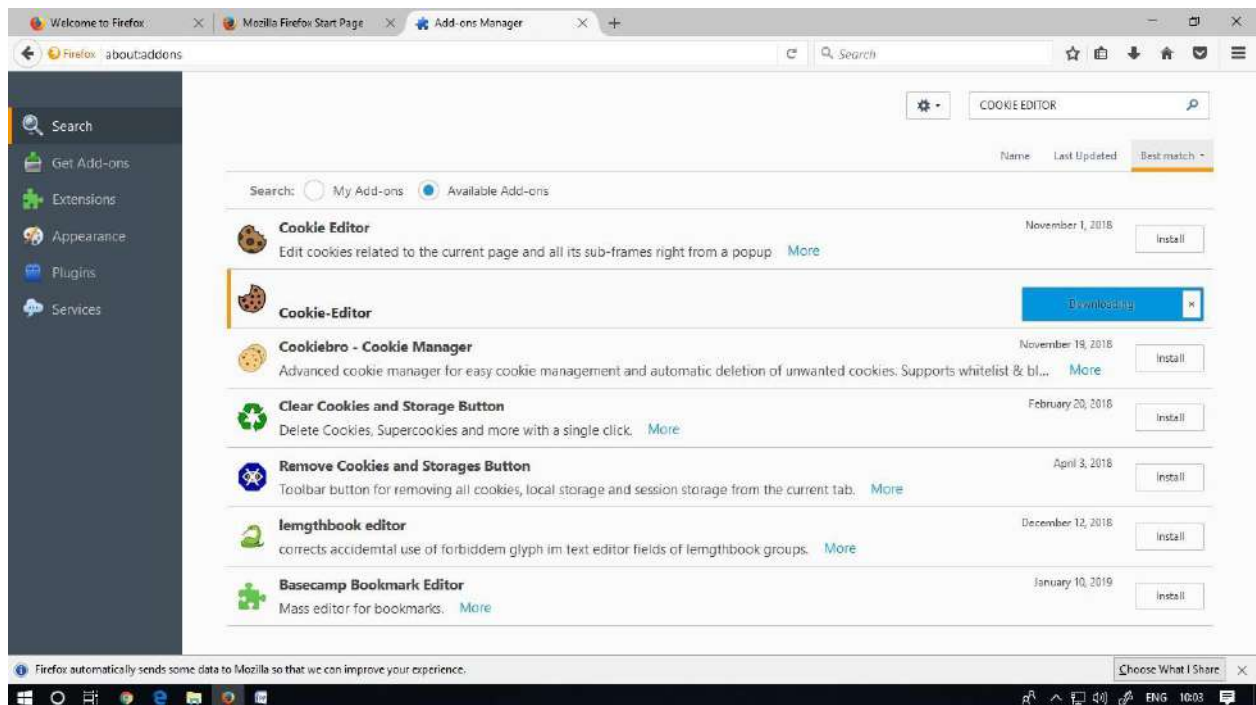 Welcome to Firefox
Mozilla Firefox Start Page
Add-ons Manager
Firefox about:addons
Search
COOKIE EDITOR
Search
Get Add-ons
Extensions
Appearance
Plugins
Services
Name Last Updated Best match
Search: My Add-ons Available Add-ons
Cookie Editor
November 1, 2018
Edit cookies related to the current page and all its sub-frames right from a popup More
Install
Cookie-Editor
Downloading
Cookiebro - Cookie Manager
November 19, 2018
Advanced cookie manager for easy cookie management and automatic deletion of unwanted cookies. Supports whitelist & bl... More
Install
Clear Cookies and Storage Button
February 20, 2018
Delete Cookies, Supercookies and more with a single click. More
Install
Remove Cookies and Storages Button
April 3, 2018
Toolbar button for removing all cookies, local storage and session storage from the current tab. More
Install
lemgthbook editor
December 12, 2018
corrects accidemtal use of forbiddem glyph im text editor fields of lemgthbook groups. More
Install
Basecamp Bookmark Editor
January 10, 2019
Mass editor for bookmarks. More
Install
Firefox automatically sends some data to Mozilla so that we can improve your experience.
Choose What I Share
ENG 10:03